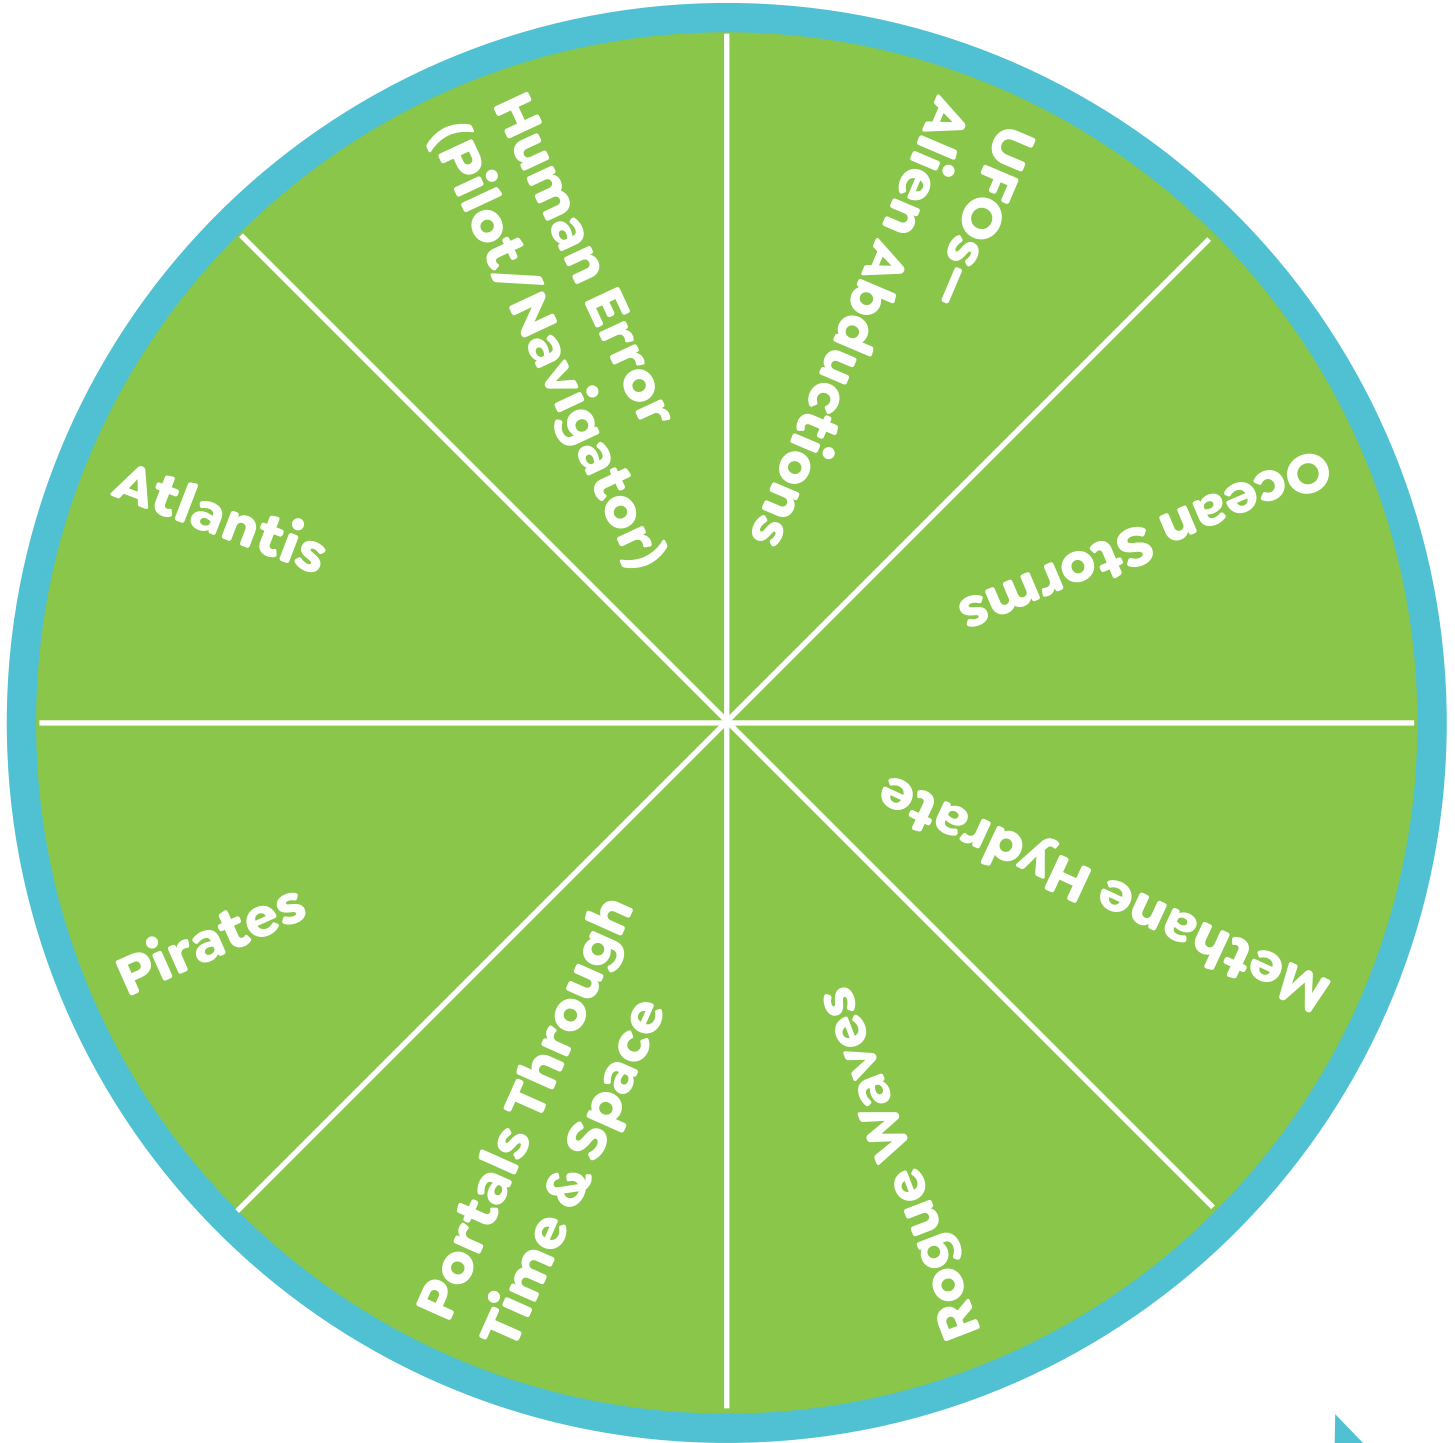 UFOs—
Alien Abductions
Ocean Storms
Methane Hydrate
Rogue Waves
Portals Through
Time & Space
Pirates
Atlantis
Human Error
(Pilot/Navigator)